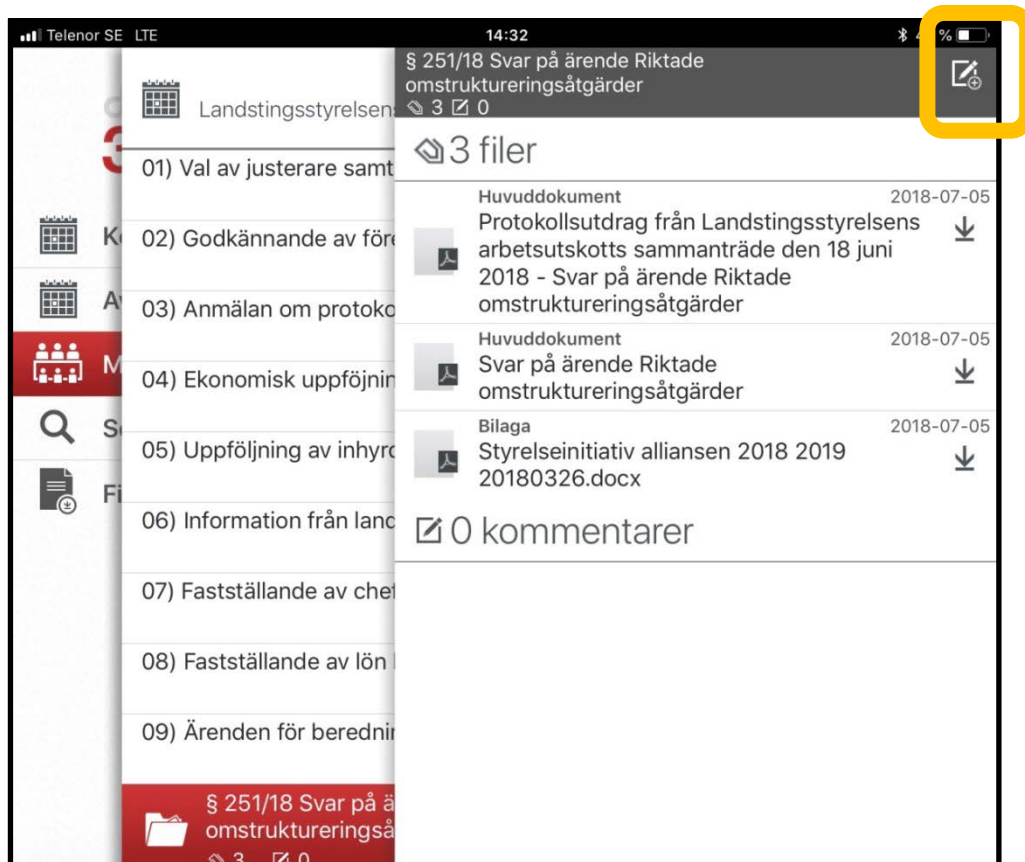 Telenor SE LTE
14:32
%
Landstingsstyrelsen
01) Val av justerare samt
02) Godkännande av före
03) Anmälan om protoko
04) Ekonomisk uppföjnin
05) Uppföljning av inhyrd
06) Information från land
07) Fastställande av chef
08) Fastställande av lön
09) Ärenden för berednin
§ 251/18 Svar på ä
omstruktureringså
3 0
§ 251/18 Svar på ärende Riktade
omstruktureringsåtgärder
3 0
3 filer
Huvuddokument 2018-07-05
Protokollsutdrag från Landstingsstyrelsens
arbetsutskotts sammanträde den 18 juni
2018 - Svar på ärende Riktade
omstruktureringsåtgärder
Huvuddokument 2018-07-05
Svar på ärende Riktade
omstruktureringsåtgärder
Bilaga 2018-07-05
Styrelseinitiativ alliansen 2018 2019
20180326.docx
0 kommentarer